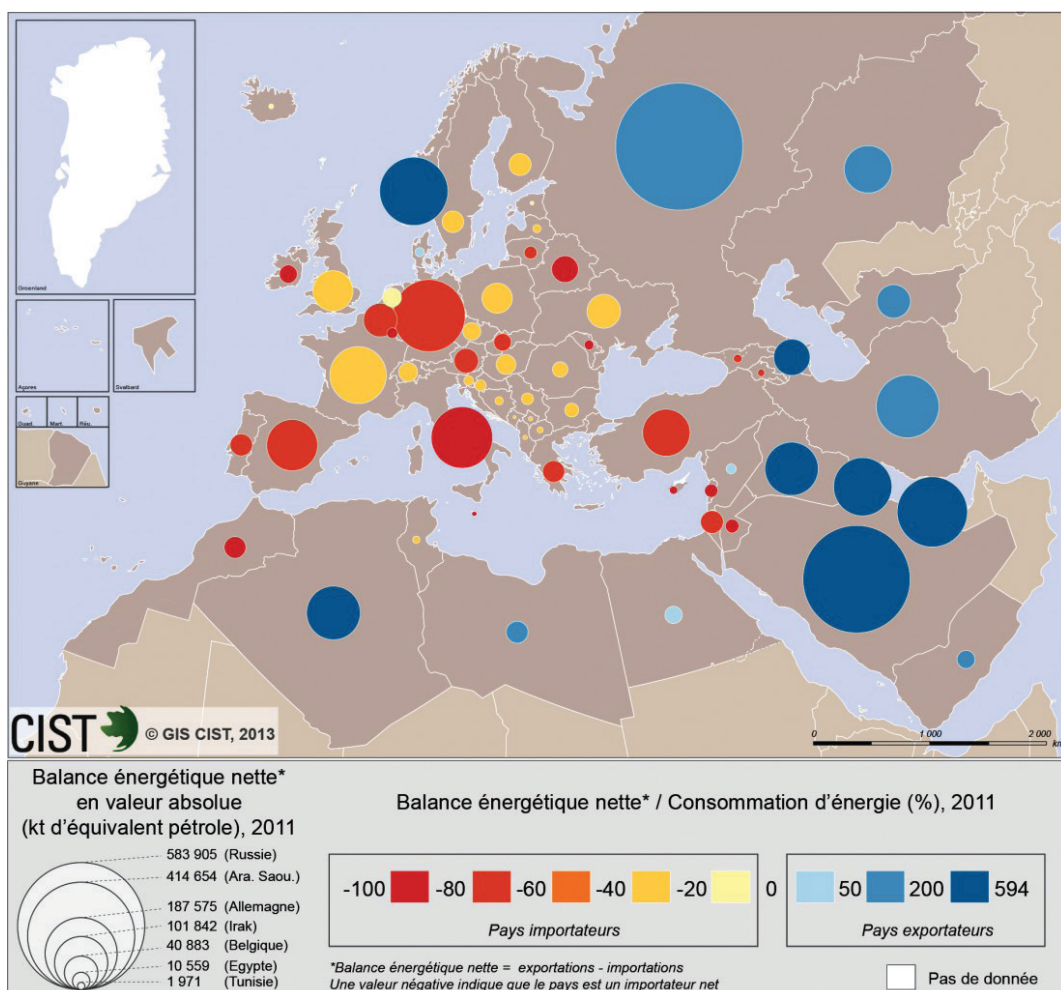 Groenland
Açores
Svalbard
Guad.
Mart.
Réu.
Guyane
CIST © GIS CIST, 2013
0 1 000 2 000
km
Balance énergétique nette*
en valeur absolue
(kt d'équivalent pétrole), 2011
583 905 (Russie)
414 654 (Ara. Saou.)
187 575 (Allemagne)
101 842 (Irak)
40 883 (Belgique)
10 559 (Egypte)
1 971 (Tunisie)
Balance énergétique nette* / Consommation d'énergie (%), 2011
-100 -80 -60 -40 -20 0
Pays importateurs
50 200 594
Pays exportateurs
*Balance énergétique nette = exportations - importations
Une valeur négative indique que le pays est un importateur net
Pas de donnée